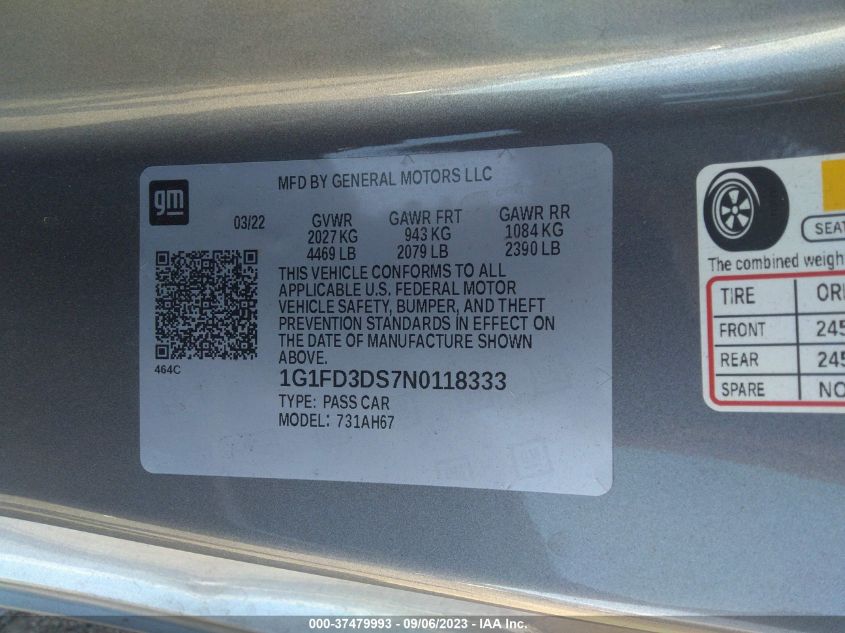 gm
MFD BY GENERAL MOTORS LLC
03/22
GVWR GAWR FRT GAWR RR
2027 KG 943 KG 1084 KG
4469 LB 2079 LB 2390 LB
THIS VEHICLE CONFORMS TO ALL
APPLICABLE U.S. FEDERAL MOTOR
VEHICLE SAFETY, BUMPER, AND THEFT
PREVENTION STANDARDS IN EFFECT ON
THE DATE OF MANUFACTURE SHOWN
ABOVE.
464C
1G1FD3DS7N0118333
TYPE: PASS CAR
MODEL: 731AH67
SEAT
The combined weigh
TIRE ORI
FRONT 245
REAR 245
SPARE NO
000-37479993 - 09/06/2023 - IAA Inc.